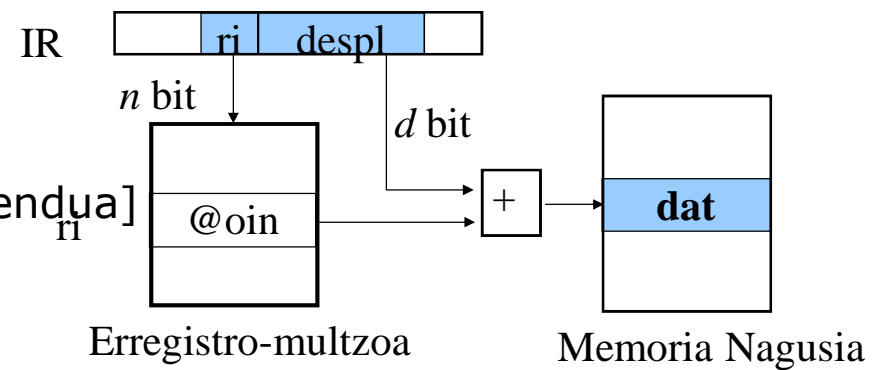 IR ri despl
n bit
d bit
endua]
ri
@oin
+
dat
Erregistro-multzoa
Memoria Nagusia